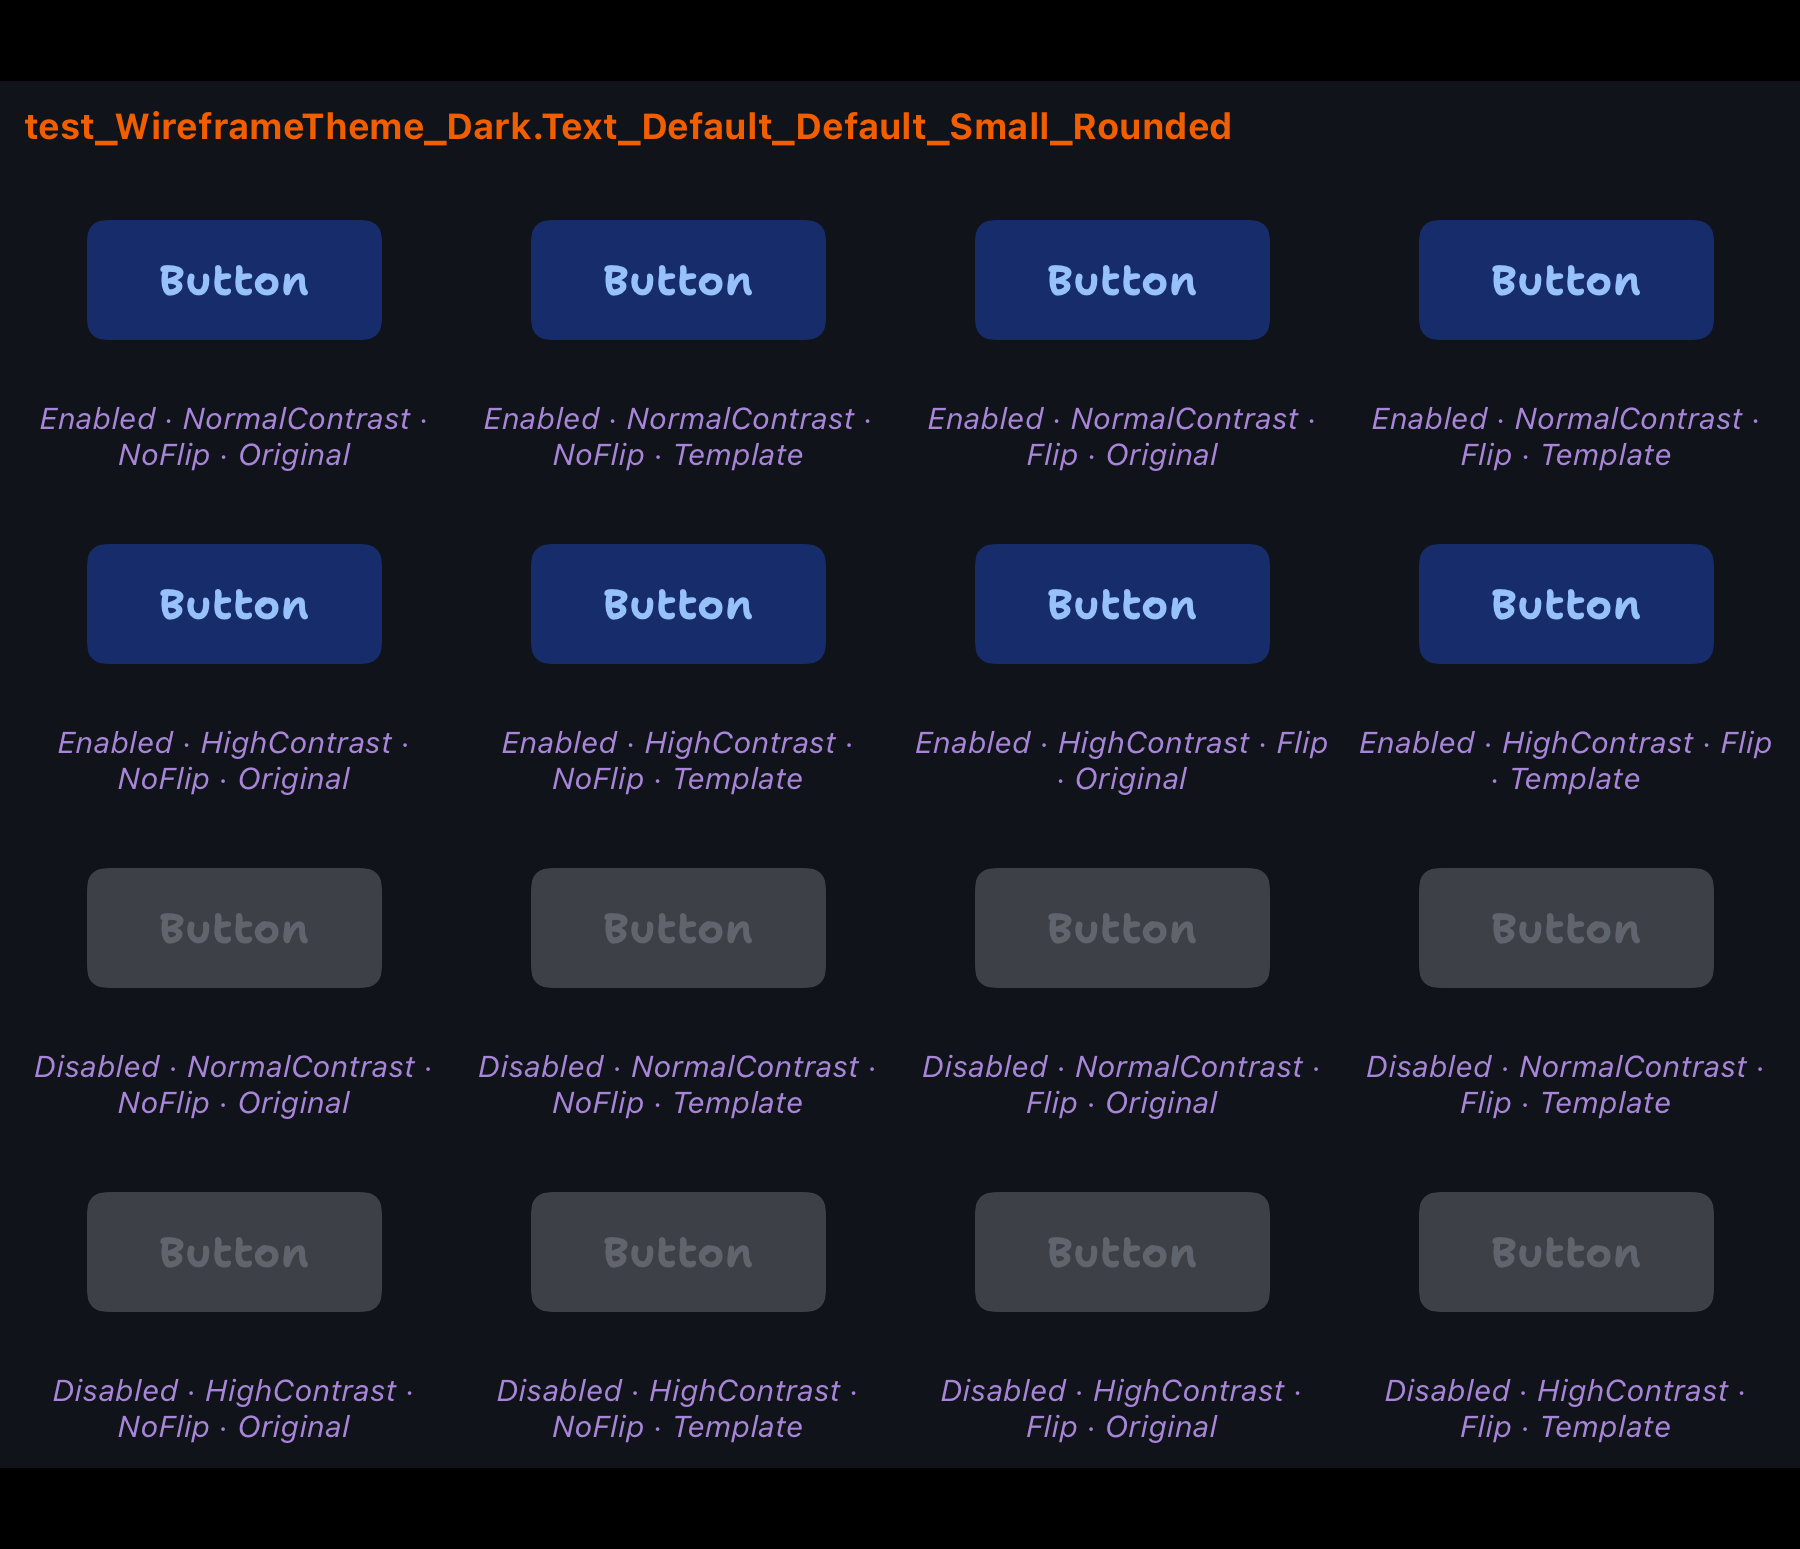 test_WireframeTheme_Dark.Text_Default_Default_Small_Rounded
Button Button Button Button
Enabled · NormalContrast · Enabled · NormalContrast · Enabled · NormalContrast · Enabled · NormalContrast ·
NoFlip · Original NoFlip · Template Flip · Original Flip · Template
Button Button Button Button
Enabled · HighContrast · Enabled · HighContrast · Enabled · HighContrast · Flip Enabled · HighContrast · Flip
NoFlip · Original NoFlip · Template · Original · Template
Button Button Button Button
Disabled · NormalContrast · Disabled · NormalContrast · Disabled · NormalContrast · Disabled · NormalContrast ·
NoFlip · Original NoFlip · Template Flip · Original Flip · Template
Button Button Button Button
Disabled · HighContrast · Disabled · HighContrast · Disabled · HighContrast · Disabled · HighContrast ·
NoFlip · Original NoFlip · Template Flip · Original Flip · Template